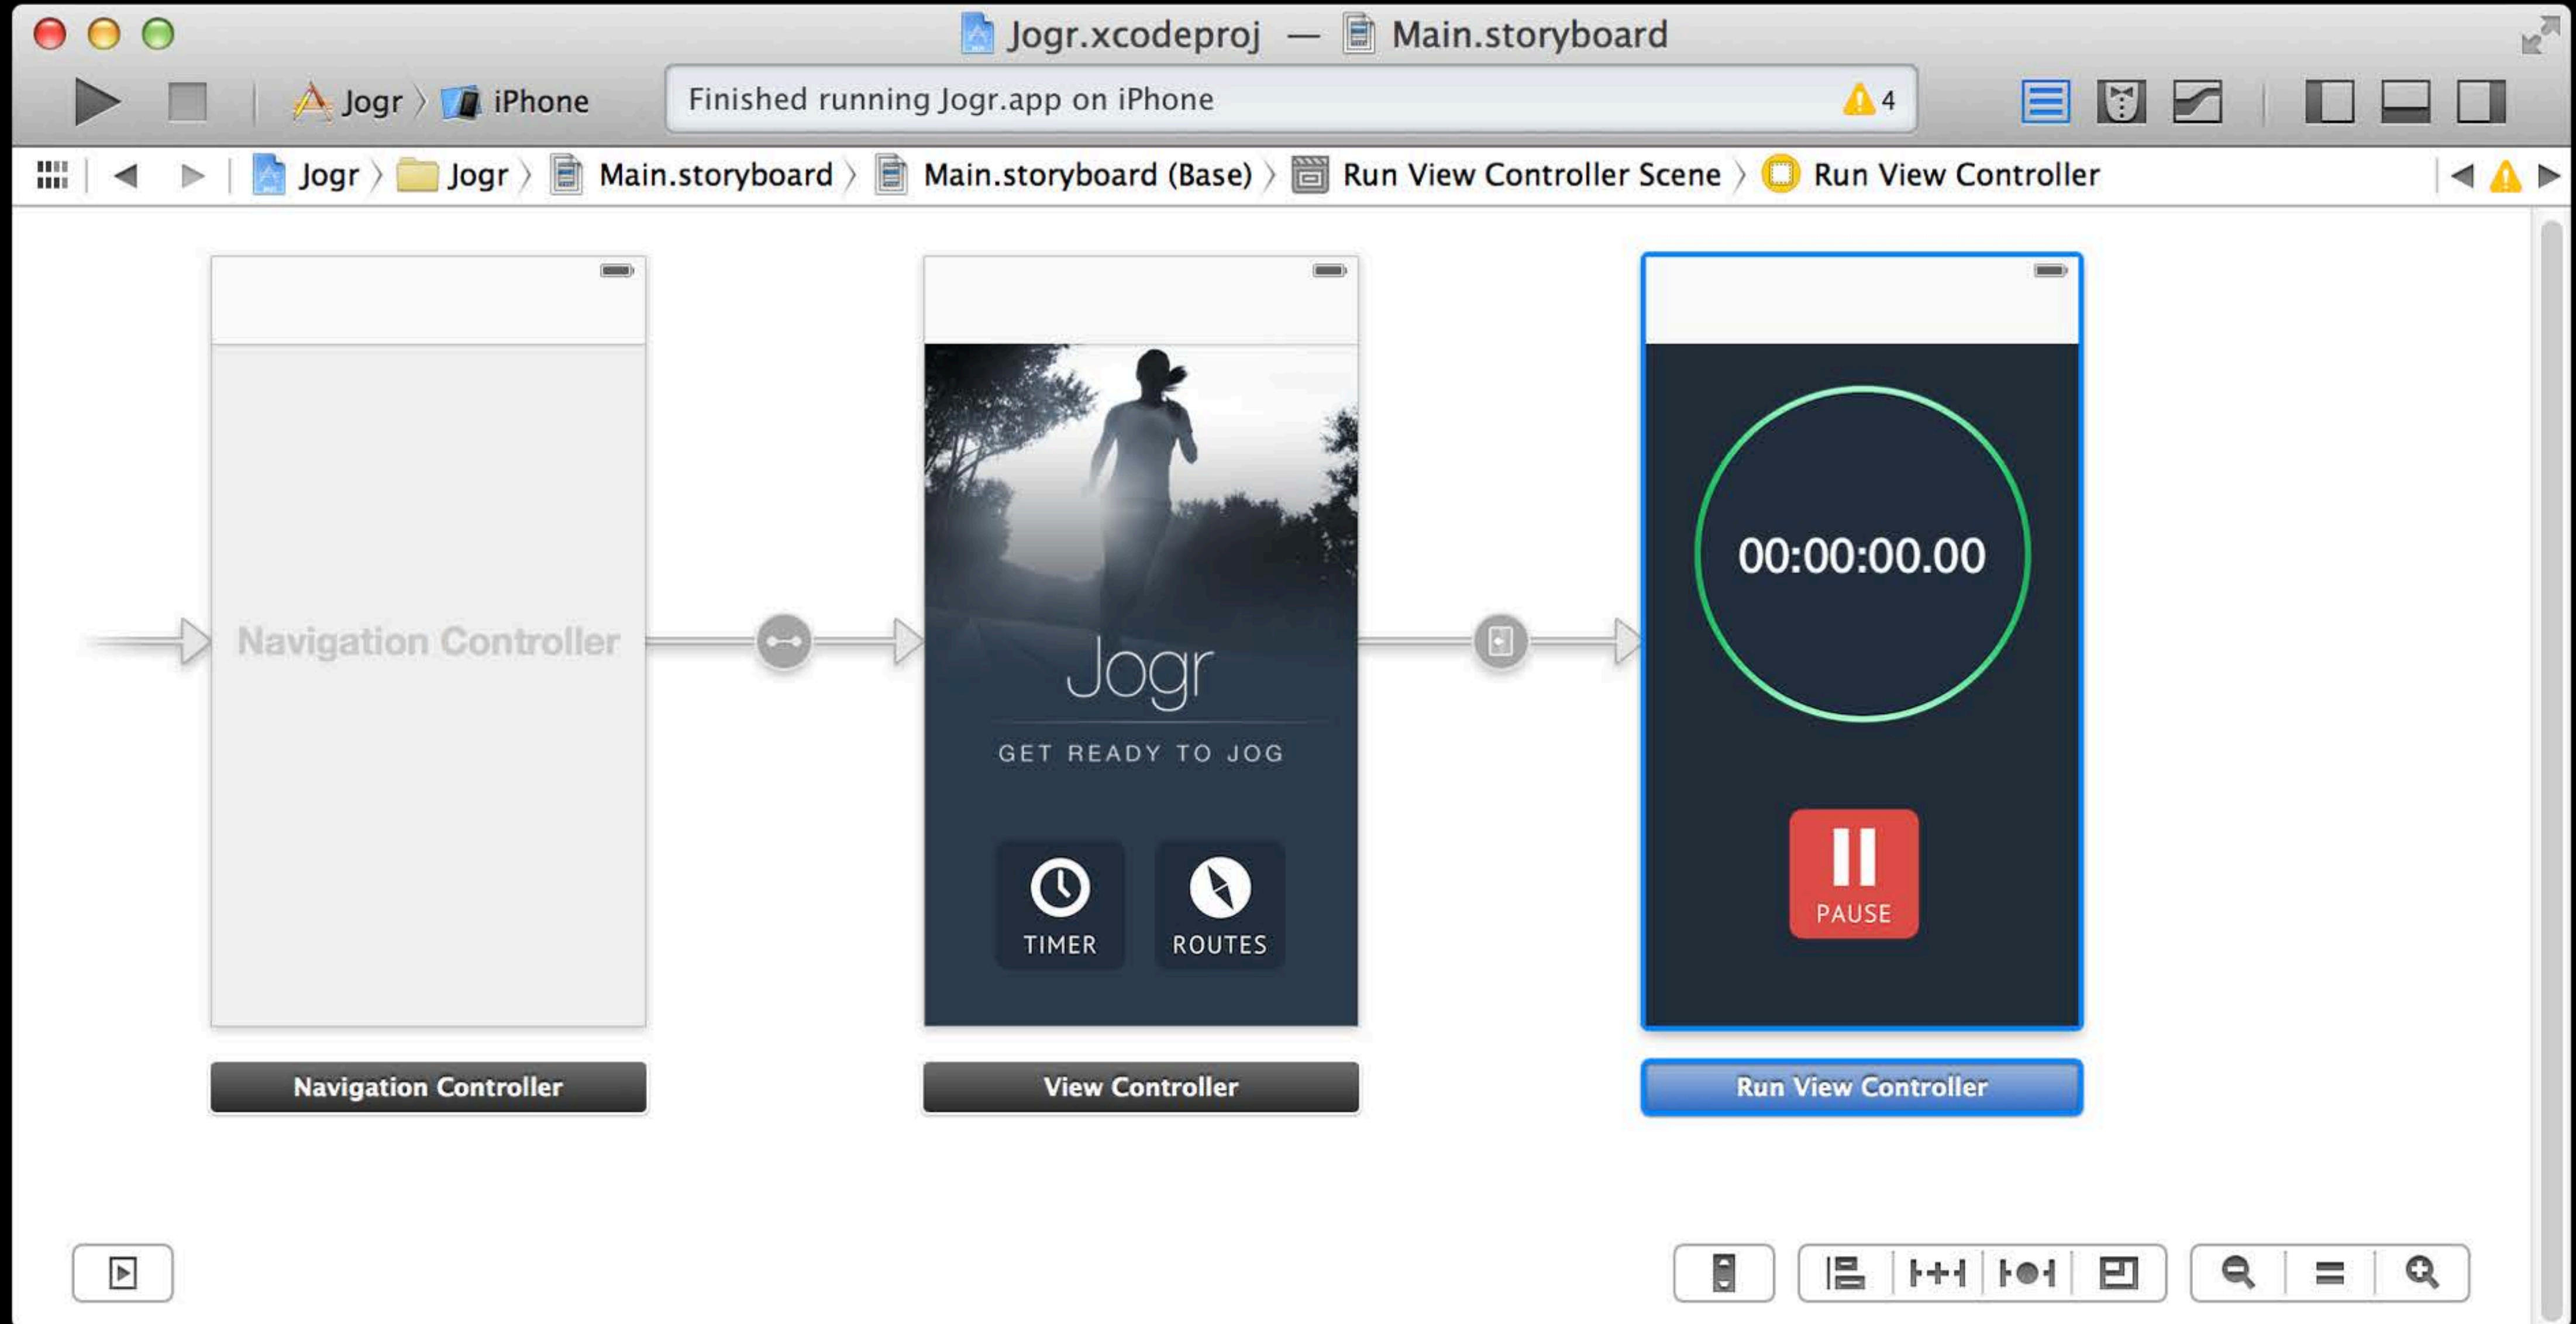 Jogr.xcodeproj — Main.storyboard
Jogr iPhone Finished running Jogr.app on iPhone 4
Jogr Jogr Main.storyboard Main.storyboard (Base) Run View Controller Scene Run View Controller
Navigation Controller
Jogr
GET READY TO JOG
TIMER ROUTES
00:00:00.00
PAUSE
Navigation Controller
View Controller
Run View Controller